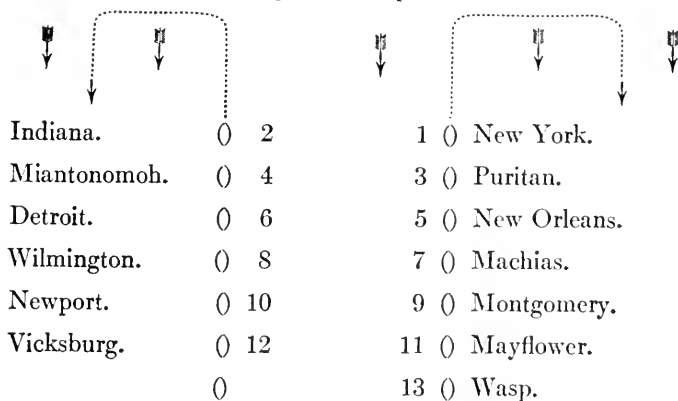 Indiana. () 2 1 () New York.
Miantonomoh. () 4 3 () Puritan.
Detroit. () 6 5 () New Orleans.
Wilmington. () 8 7 () Machias.
Newport. () 10 9 () Montgomery.
Vicksburg. () 12 11 () Mayflower.
() 13 () Wasp.